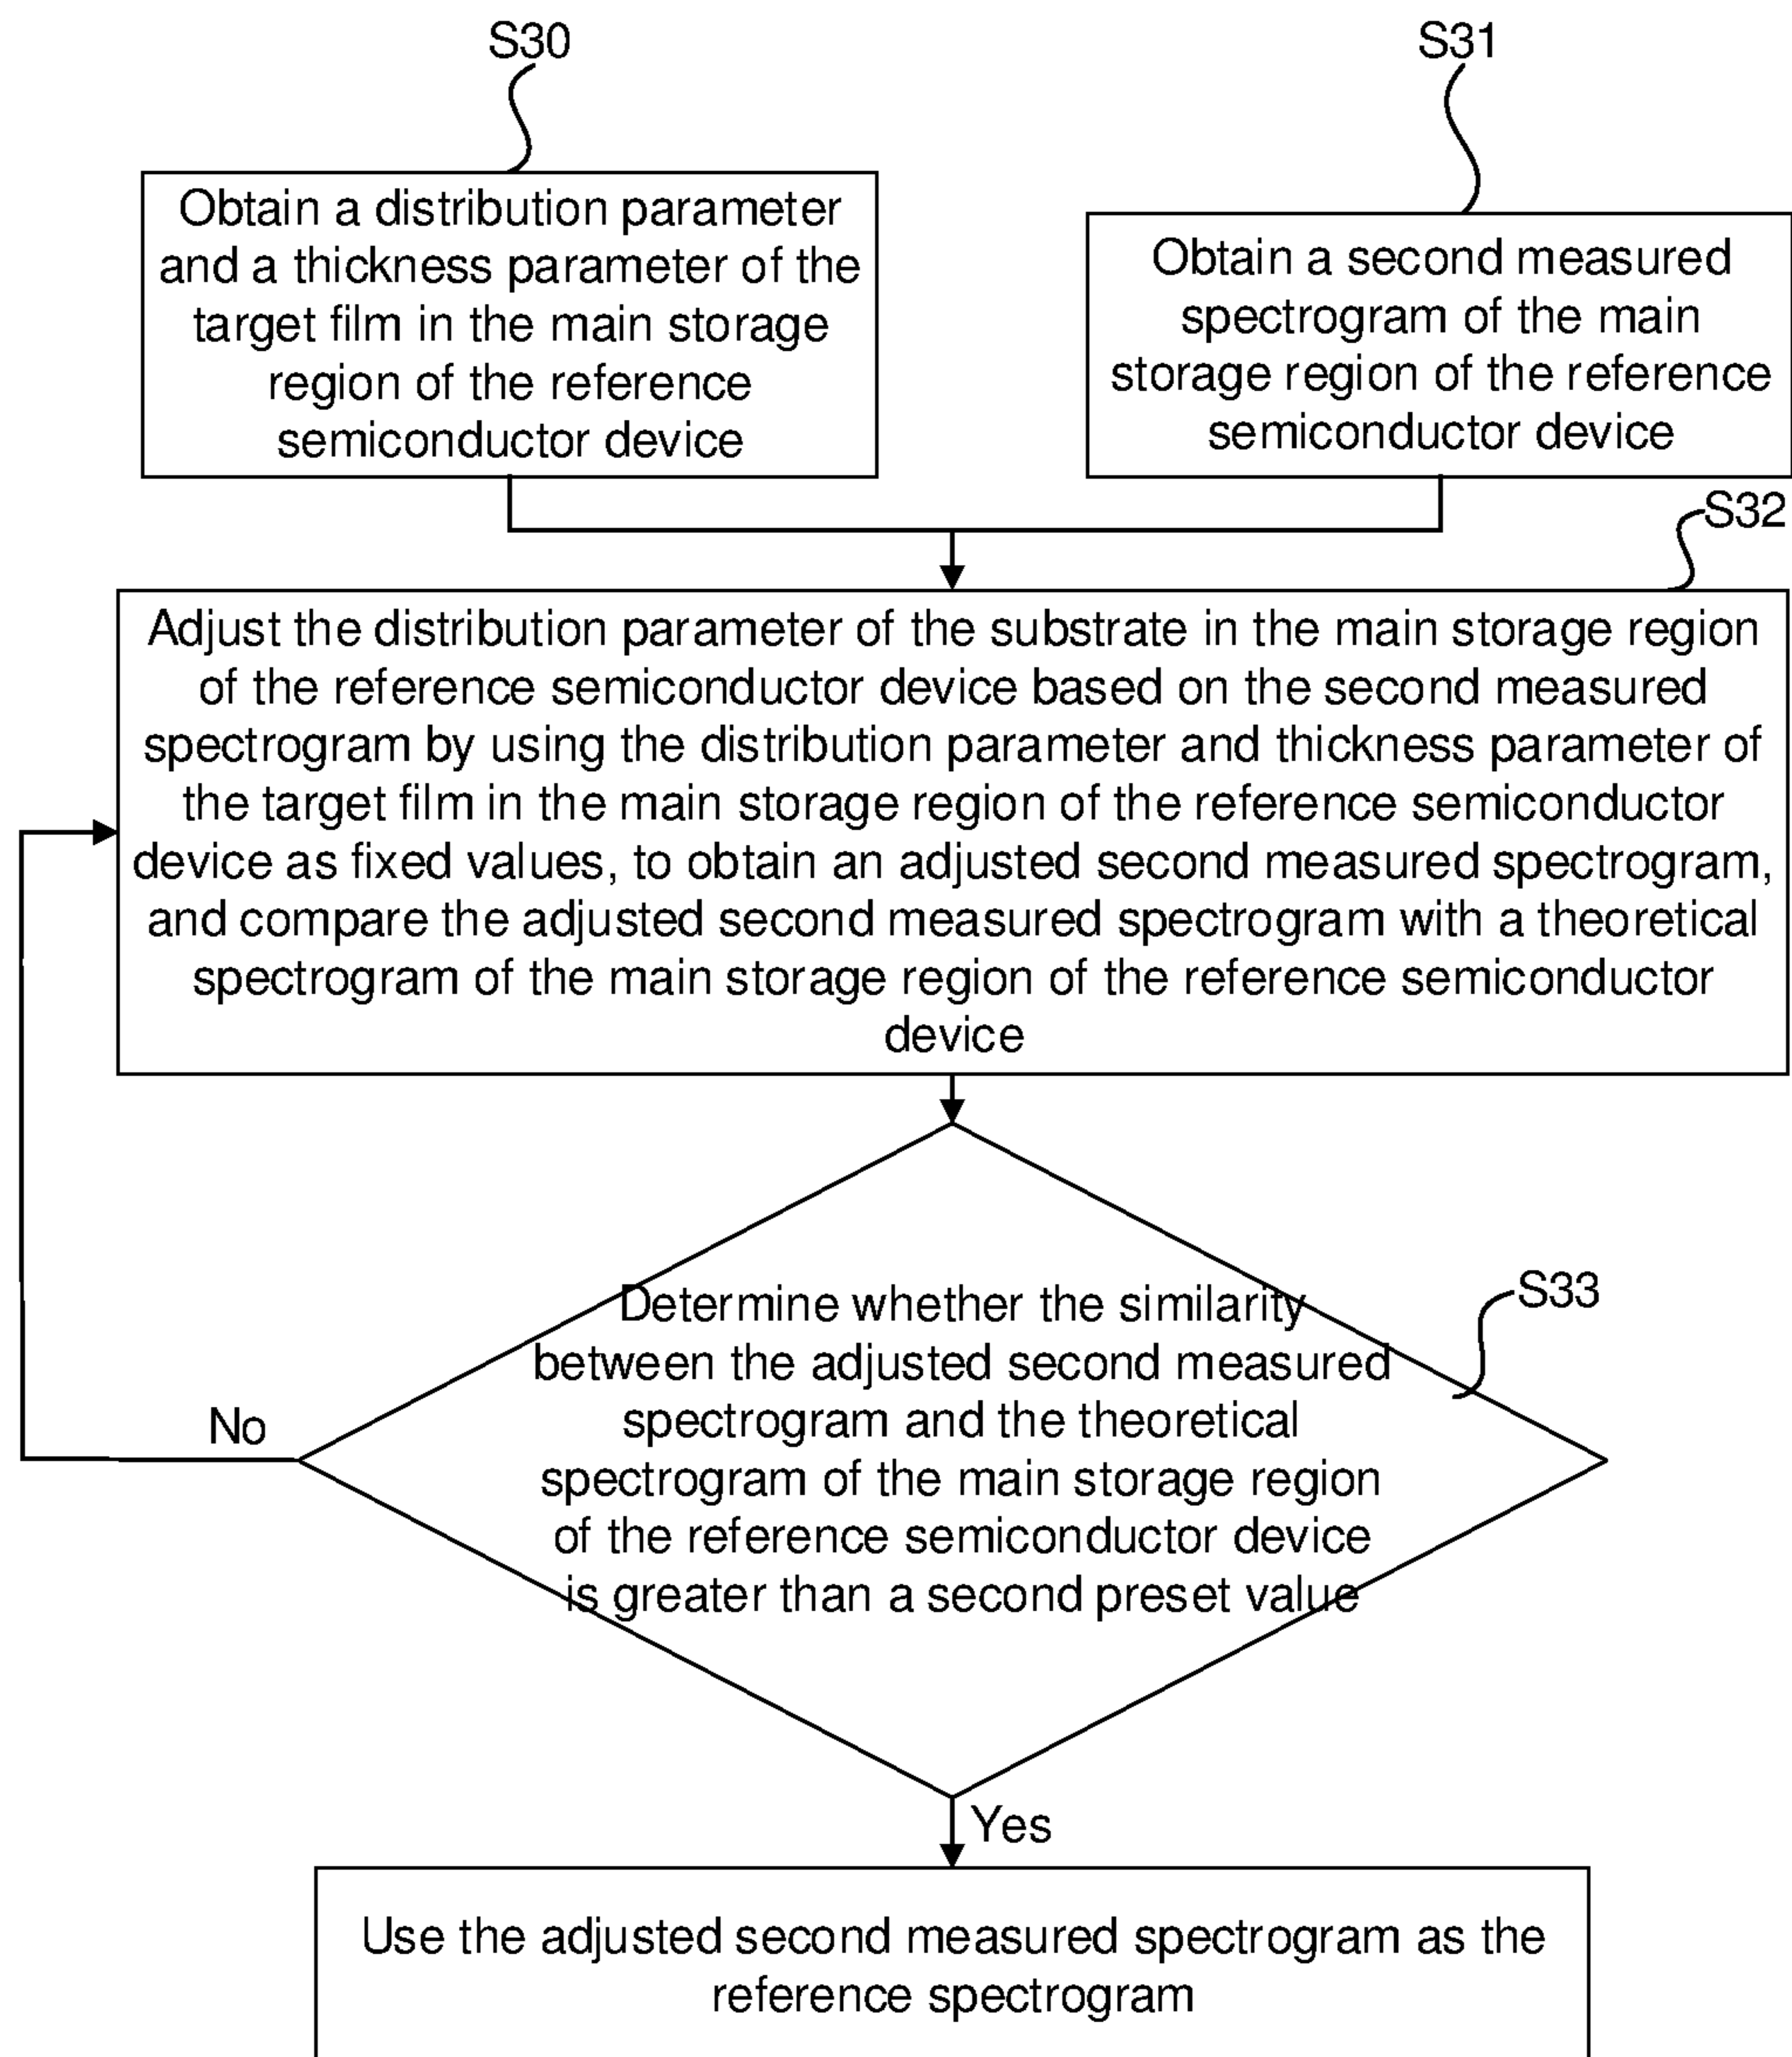 S30
S31
Obtain a distribution parameter
and a thickness parameter of the
target film in the main storage
region of the reference
semiconductor device
Obtain a second measured
spectrogram of the main
storage region of the reference
semiconductor device
S32
Adjust the distribution parameter of the substrate in the main storage region
of the reference semiconductor device based on the second measured
spectrogram by using the distribution parameter and thickness parameter of
the target film in the main storage region of the reference semiconductor
device as fixed values, to obtain an adjusted second measured spectrogram,
and compare the adjusted second measured spectrogram with a theoretical
spectrogram of the main storage region of the reference semiconductor
device
S33
Determine whether the similarity
between the adjusted second measured
spectrogram and the theoretical
spectrogram of the main storage region
of the reference semiconductor device
is greater than a second preset value
No
Yes
Use the adjusted second measured spectrogram as the
reference spectrogram